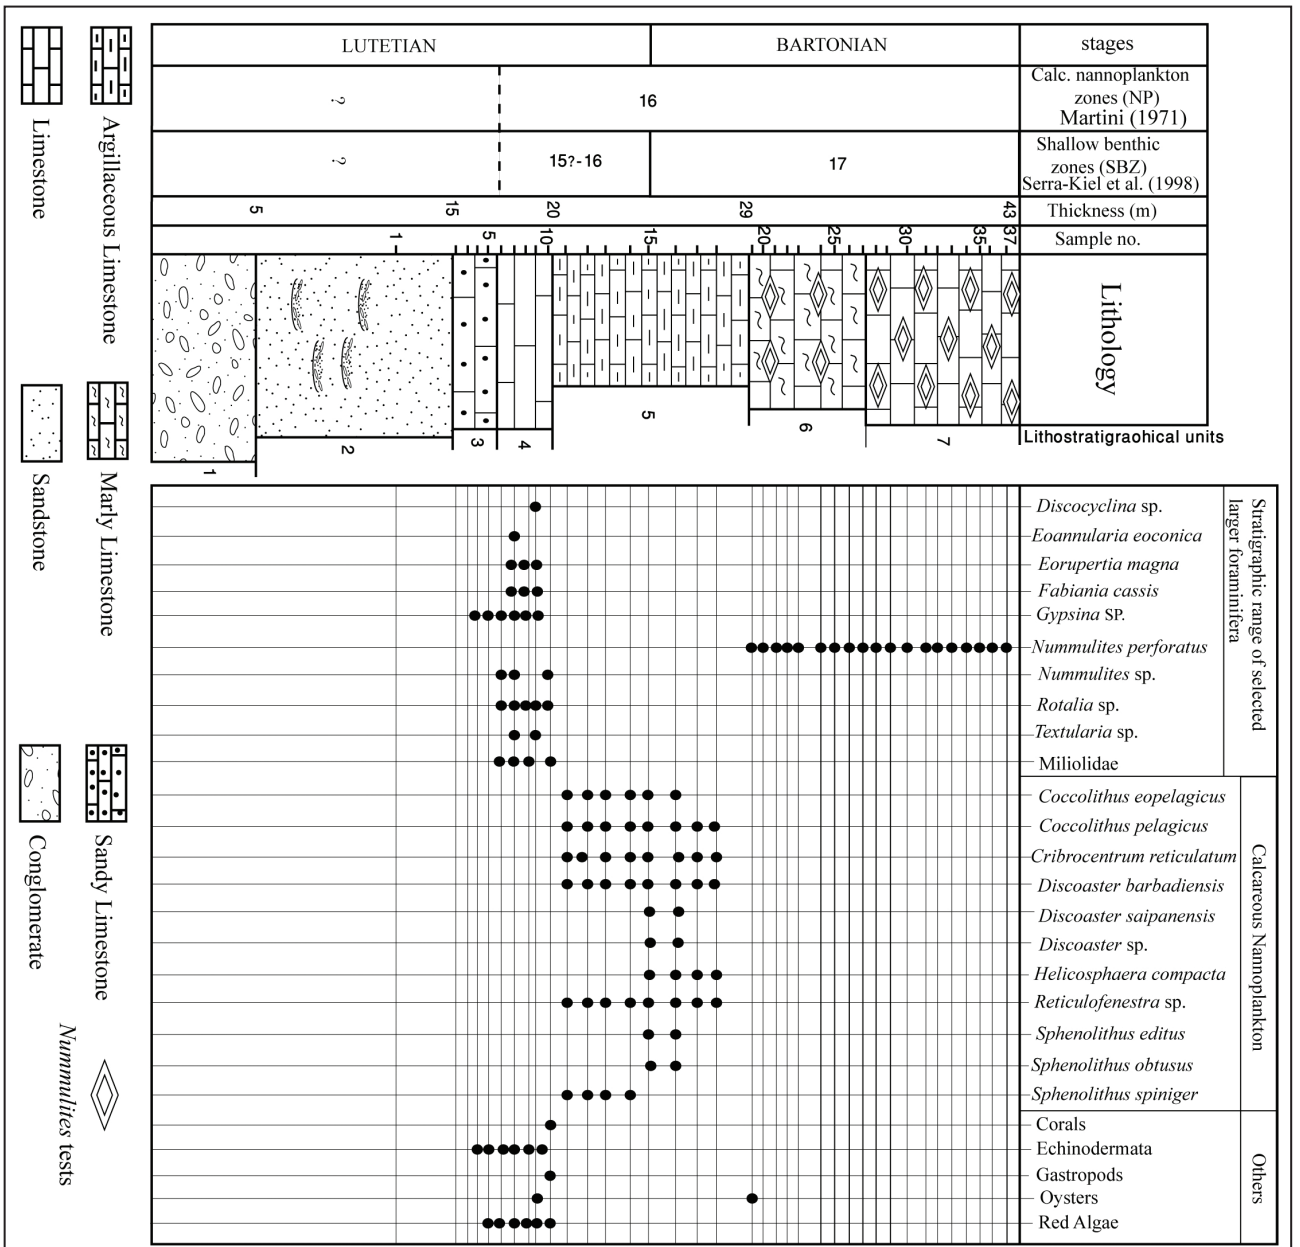 LUTETIAN
BARTONIAN
stages
?
16
Calc. nannoplankton
zones (NP)
Martini (1971)
?
15?-16
17
Shallow benthic
zones (SBZ)
Serra-Kiel et al. (1998)
5
15
20
29
43
Thickness (m)
1
5
10
15
20
25
30
35
37
Sample no.
Lithology
1
2
3
4
5
6
7
Lithostratigraohical units
Limestone
Argillaceous Limestone
Sandstone
Marly Limestone
Conglomerate
Sandy Limestone
Nummulites tests
Stratigraphic range of selected
larger foraminifera
Discocyclina sp.
Eoannularia eoconica
Eorupertia magna
Fabiania cassis
Gypsina SP.
Nummulites perforatus
Nummulites sp.
Rotalia sp.
Textularia sp.
Miliolidae
Calcareous Nannoplankton
Coccolithus eopelagicus
Coccolithus pelagicus
Cribrocentrum reticulatum
Discoaster barbadiensis
Discoaster saipanensis
Discoaster sp.
Helicosphaera compacta
Reticulofenestra sp.
Sphenolithus editus
Sphenolithus obtusus
Sphenolithus spiniger
Others
Corals
Echinodermata
Gastropods
Oysters
Red Algae